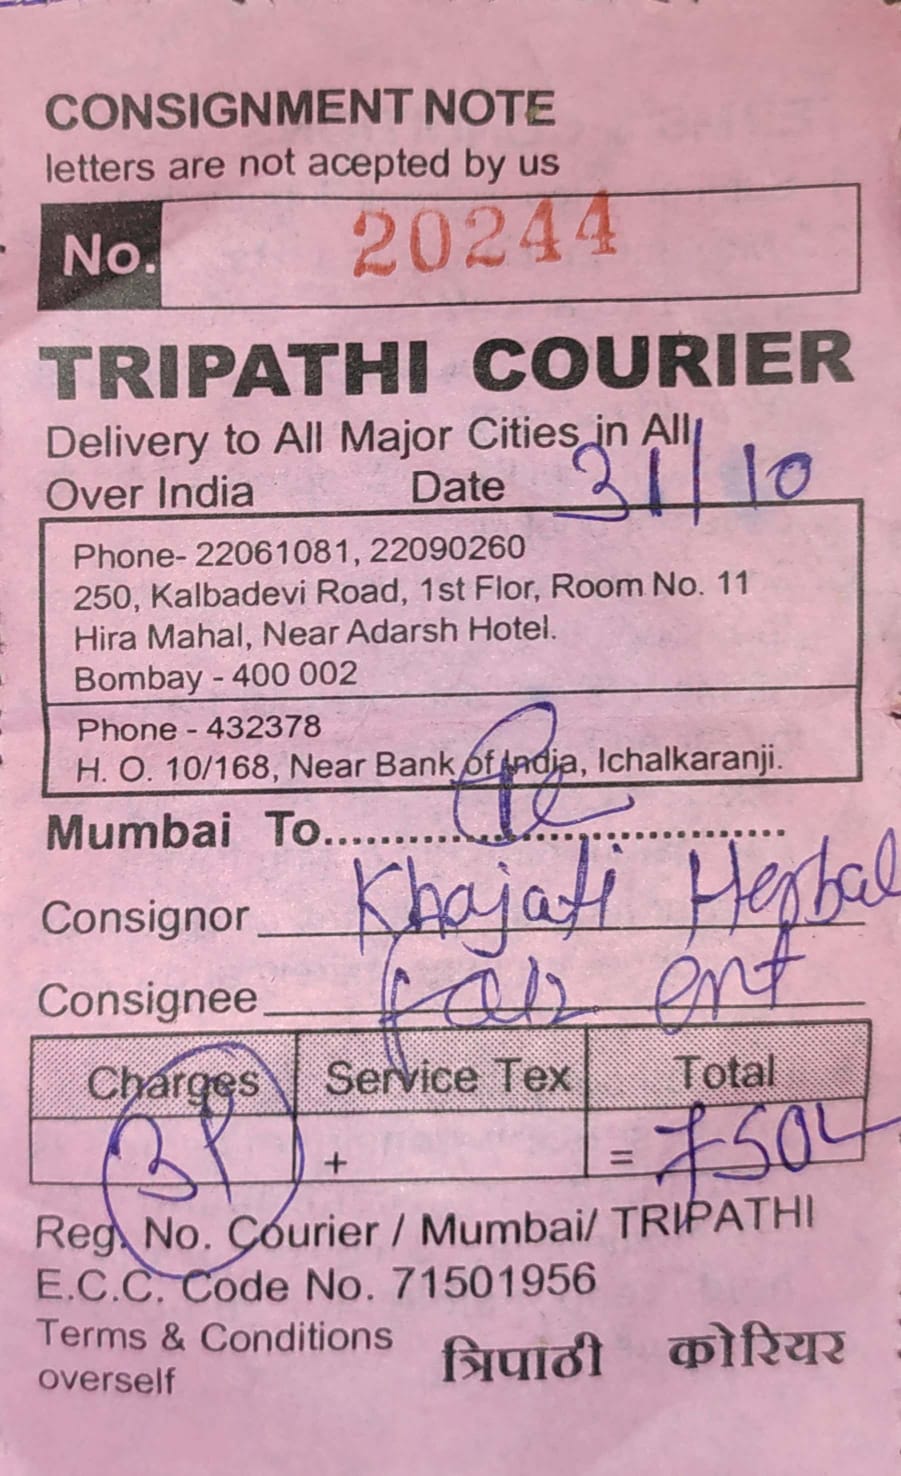 CONSIGNMENT NOTE
letters are not acepted by us
No. 20244
TRIPATHI COURIER
Delivery to All Major Cities in All
Over India Date 31/10
Phone- 22061081, 22090260
250, Kalbadevi Road, 1st Flor, Room No. 11
Hira Mahal, Near Adarsh Hotel.
Bombay - 400 002
Phone - 432378
H. O. 10/168, Near Bank of India, Ichalkaranji.
Mumbai To..............................
Consignor Khajati Herbal
Consignee ent
Charges Service Tex Total
3P + = 750/-
Reg. No. Courier / Mumbai/ TRIPATHI
E.C.C. Code No. 71501956
Terms & Conditions
overself
त्रिपाठी कोरियर